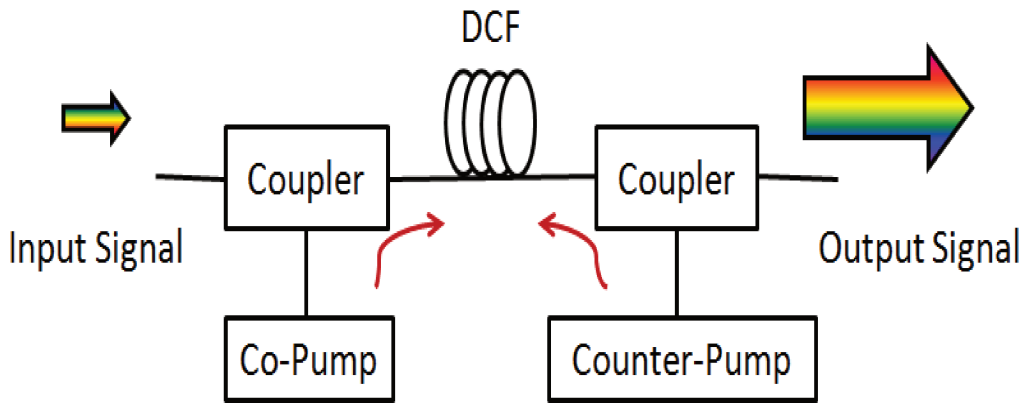 DCF
Coupler
Coupler
Input Signal
Output Signal
Co-Pump
Counter-Pump